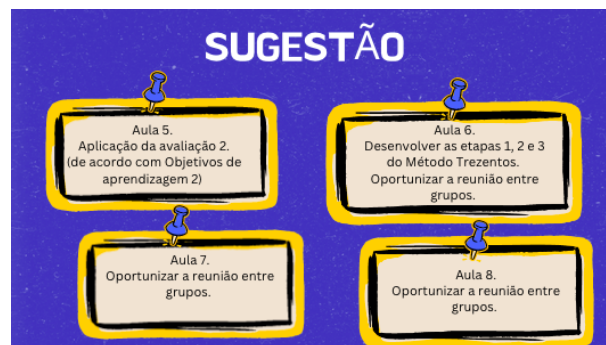 SUGESTÃO
Aula 5.
Aplicação da avaliação 2.
(de acordo com Objetivos de
aprendizagem 2)
Aula 6.
Desenvolver as etapas 1, 2 e 3
do Método Trezentos.
Oportunizar a reunião entre
grupos.
Aula 7.
Oportunizar a reunião entre
grupos.
Aula 8.
Oportunizar a reunião entre
grupos.